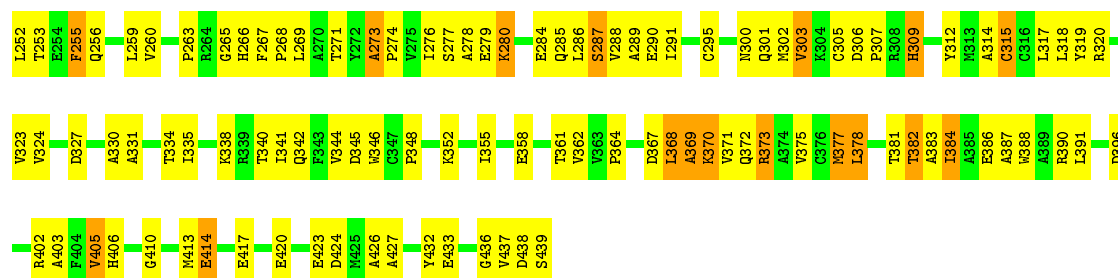 L252 T253 E254 F255 Q256 L259 V260 P263 R264 G265 H266 F267 P268 L269 A270 T271 Y272 A273 P274 V275 I276 S277 A278 E279 K280 E284 Q285 L286 S287 V288 A289 E290 I291 C295 N300 Q301 M302 V303 K304 C305 D306 P307 R308 H309 Y312 M313 A314 C315 C316 L317 L318 Y319 R320
V323 V324 D327 A330 A331 T334 I335 K338 R339 T340 I341 Q342 F343 V344 D345 W346 C347 P348 K352 I355 E358 T361 V362 V363 P364 D367 L368 A369 K370 V371 Q372 R373 A374 V375 C376 M377 L378 T381 T382 A383 I384 A385 E386 A387 W388 A389 R390 L391
R402 A403 F404 V405 H406 G410 M413 E414 E417 E420 E423 D424 M425 A426 A427 Y432 E433 G436 V437 D438 S439